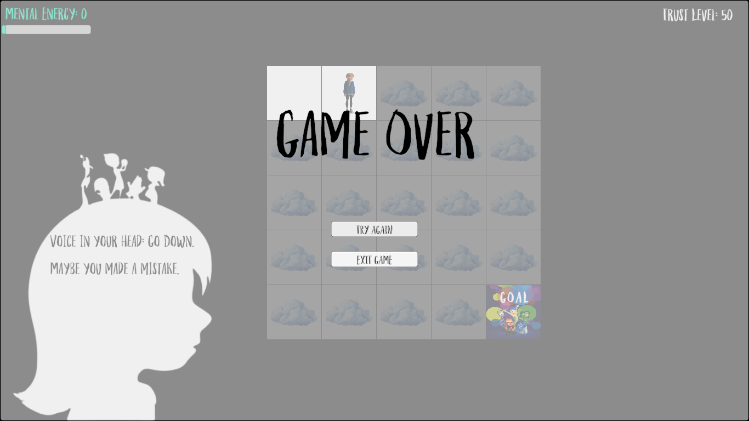 MENTAL ENERGY: 0
TRUST LEVEL: 50
GAME OVER
VOICE IN YOUR HEAD: GO DOWN.
MAYBE YOU MADE A MISTAKE.
TRY AGAIN!
EXIT GAME
GOAL